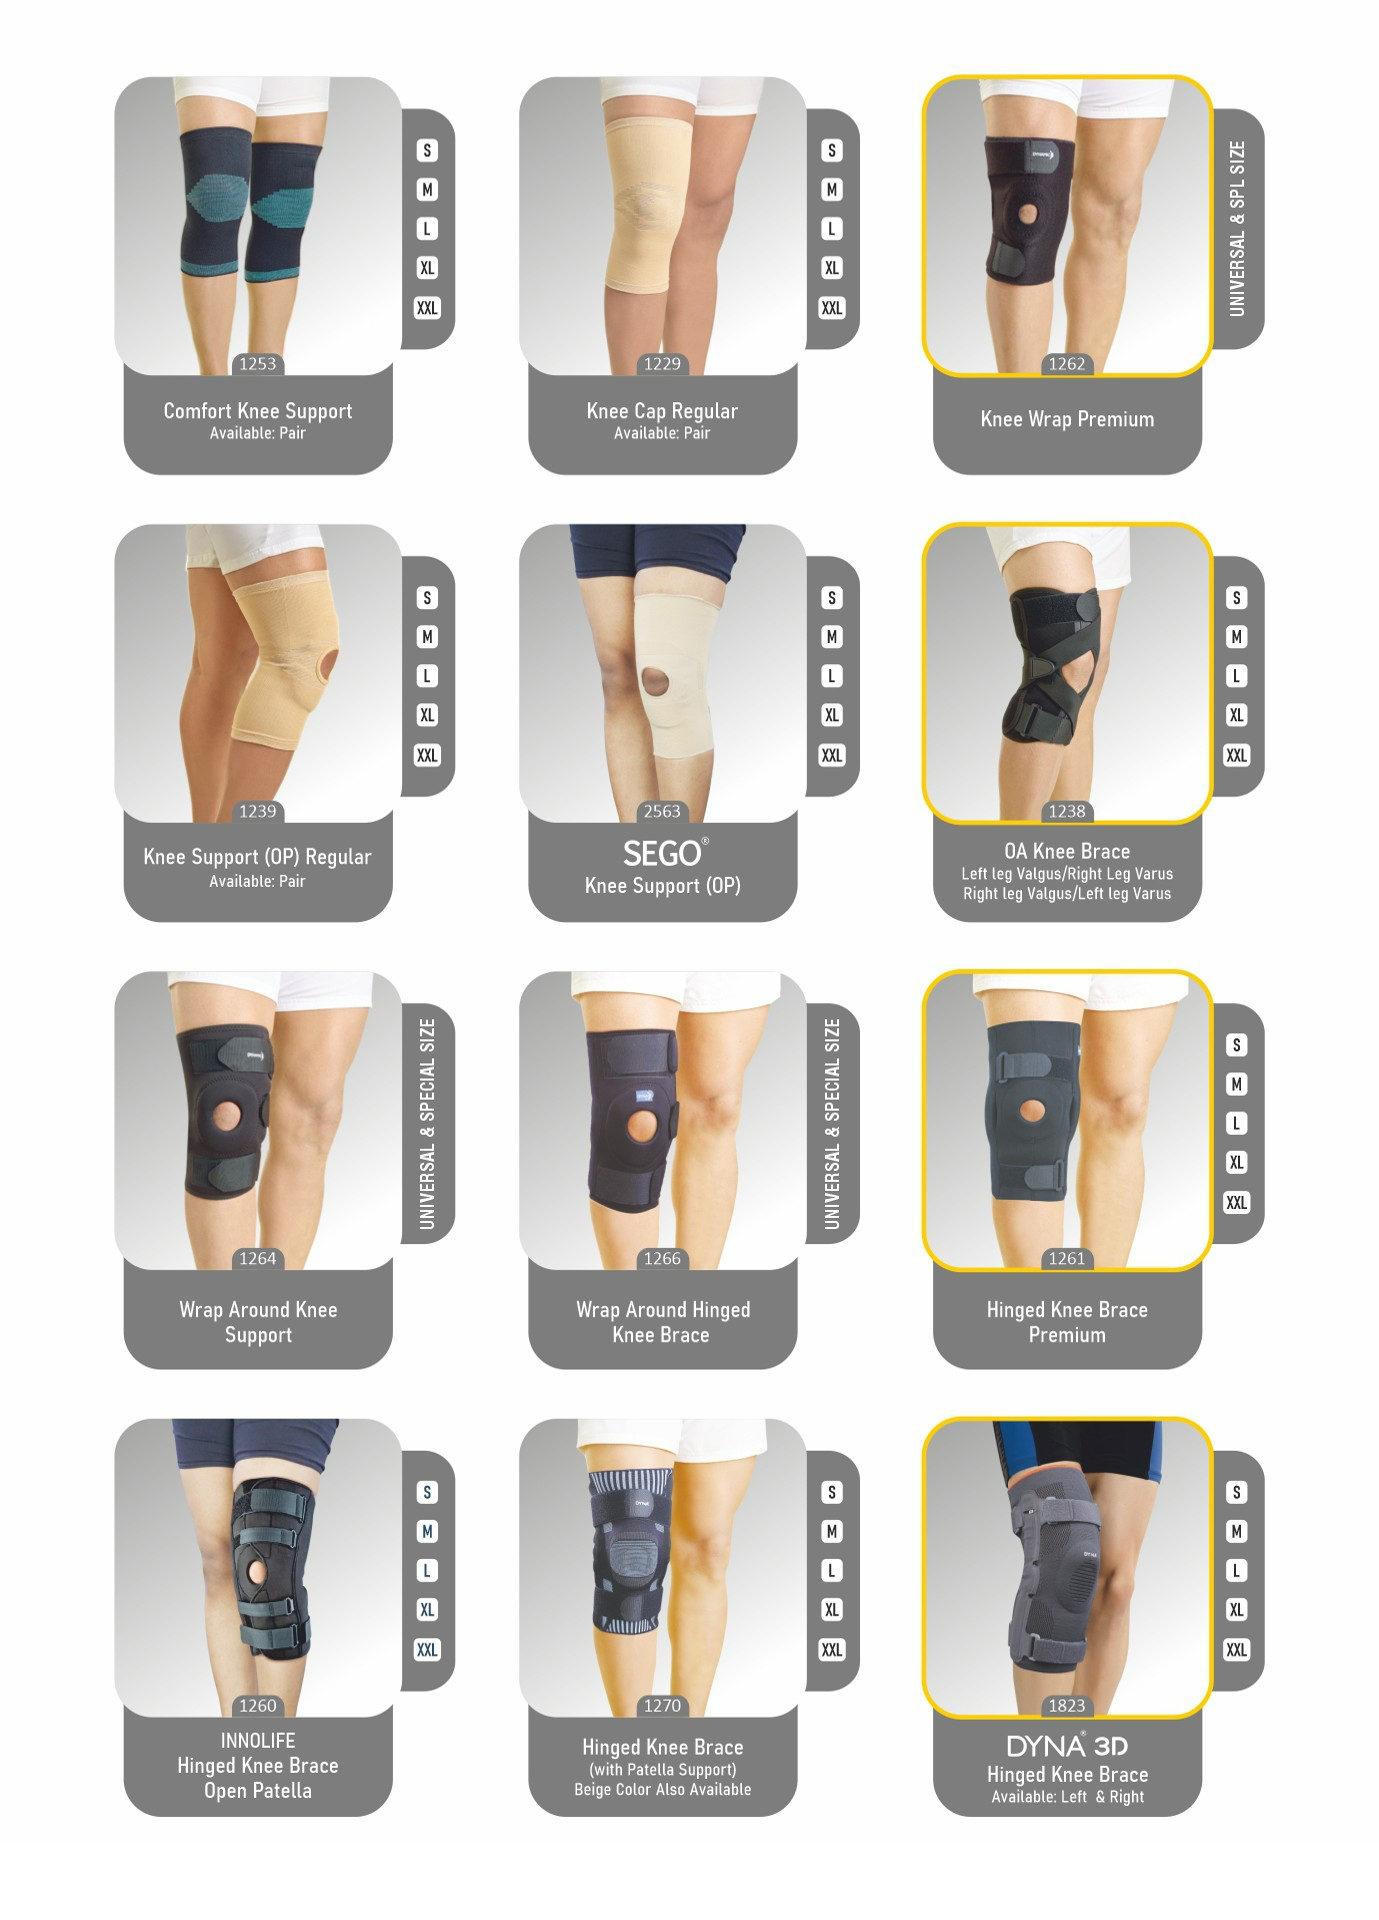 S
M
L
XL
XXL
1253
Comfort Knee Support
Available: Pair
S
M
L
XL
XXL
1229
Knee Cap Regular
Available: Pair
UNIVERSAL & SPL SIZE
1262
Knee Wrap Premium
S
M
L
XL
XXL
1239
Knee Support (OP) Regular
Available: Pair
S
M
L
XL
XXL
2563
SEGO®
Knee Support (OP)
S
M
L
XL
XXL
1238
OA Knee Brace
Left leg Valgus/Right Leg Varus
Right leg Valgus/Left leg Varus
UNIVERSAL & SPECIAL SIZE
1264
Wrap Around Knee
Support
UNIVERSAL & SPECIAL SIZE
1266
Wrap Around Hinged
Knee Brace
S
M
L
XL
XXL
1261
Hinged Knee Brace
Premium
S
M
L
XL
XXL
1260
INNOLIFE
Hinged Knee Brace
Open Patella
DYNA
S
M
L
XL
XXL
1270
Hinged Knee Brace
(with Patella Support)
Beige Color Also Available
DYNA
S
M
L
XL
XXL
1823
DYNA® 3D
Hinged Knee Brace
Available: Left & Right